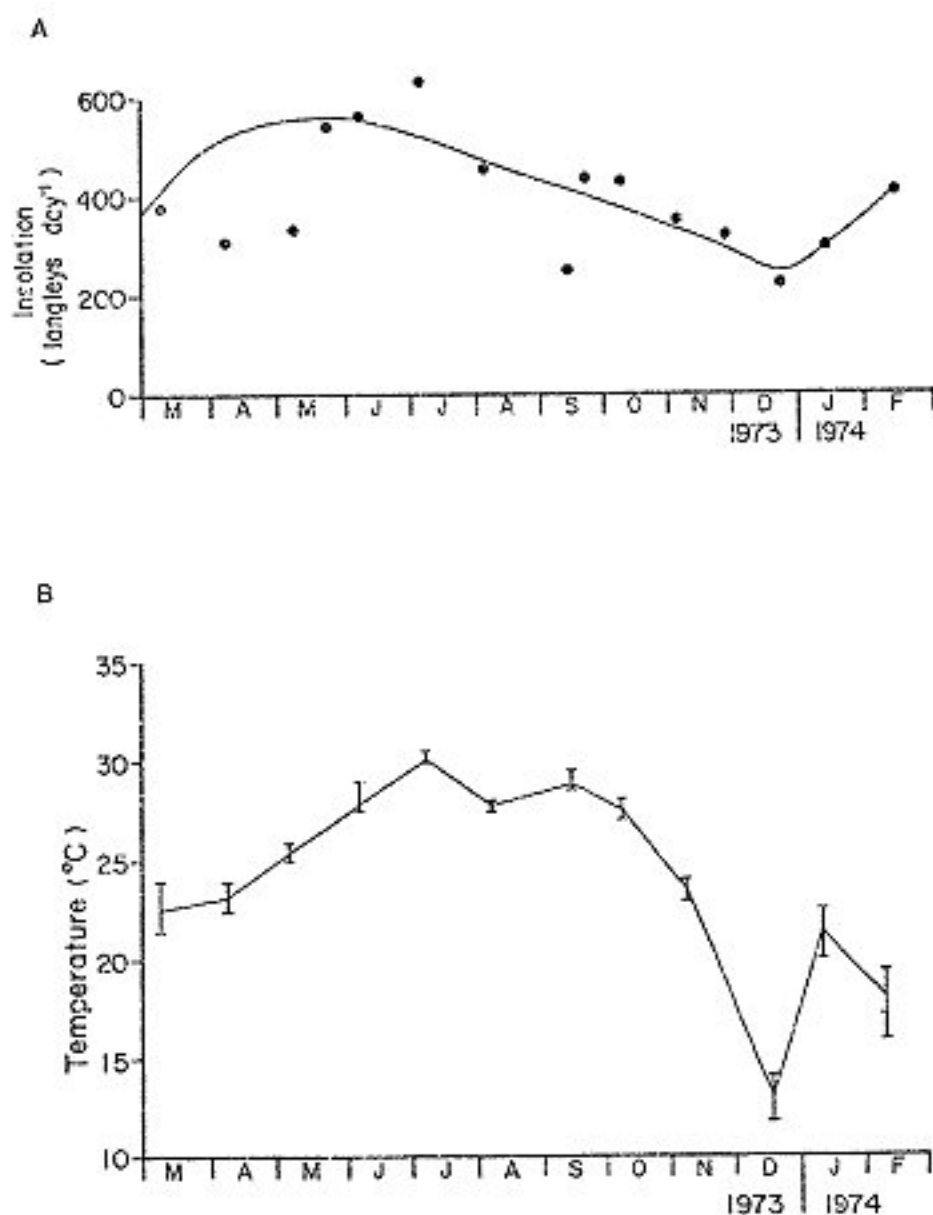 A
600
400
200
0
Insolation
(langleys day⁻¹)
M A M J J A S O N D J F
1973 1974
B
35
30
25
20
15
10
Temperature (°C)
M A M J J A S O N D J F
1973 1974